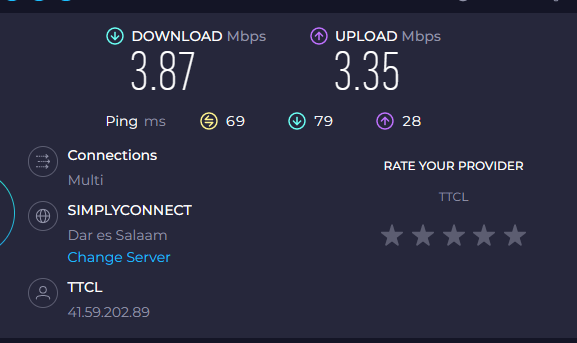 DOWNLOAD Mbps
3.87
UPLOAD Mbps
3.35
Ping ms 69 79 28
Connections
Multi
SIMPLYCONNECT
Dar es Salaam
Change Server
TTCL
41.59.202.89
RATE YOUR PROVIDER
TTCL